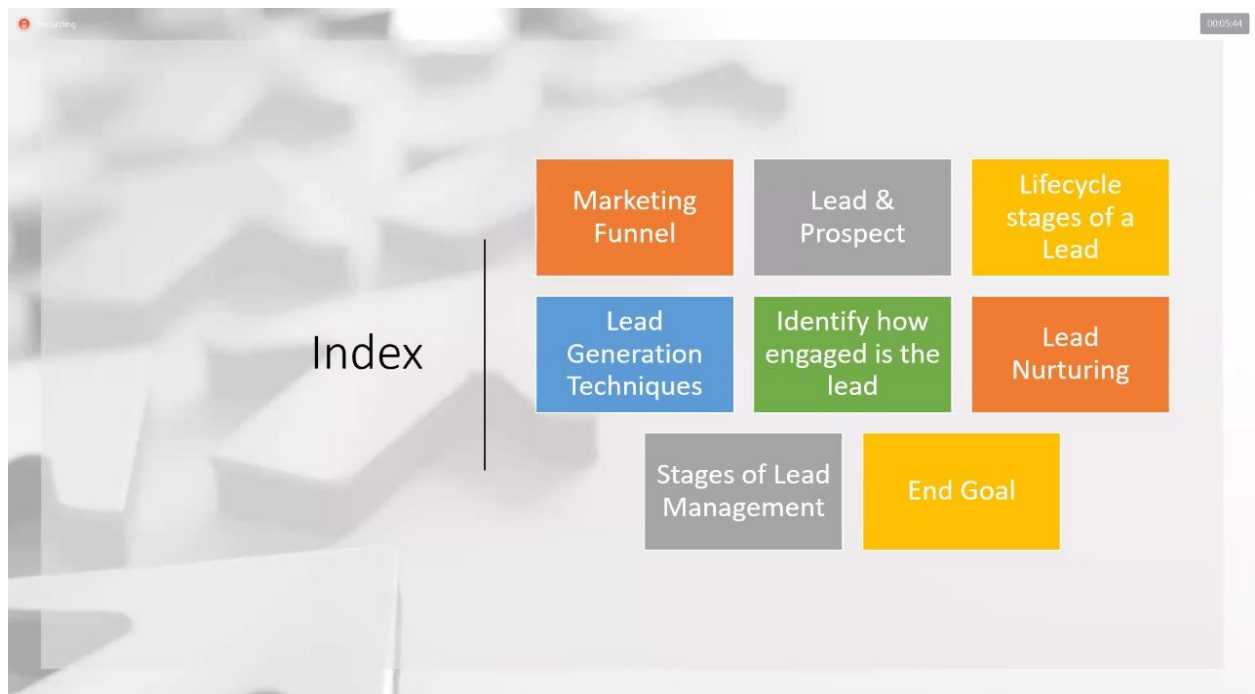 Recording
00:05:44
Index
Marketing
Funnel
Lead &
Prospect
Lifecycle
stages of a
Lead
Lead
Generation
Techniques
Identify how
engaged is the
lead
Lead
Nurturing
Stages of Lead
Management
End Goal